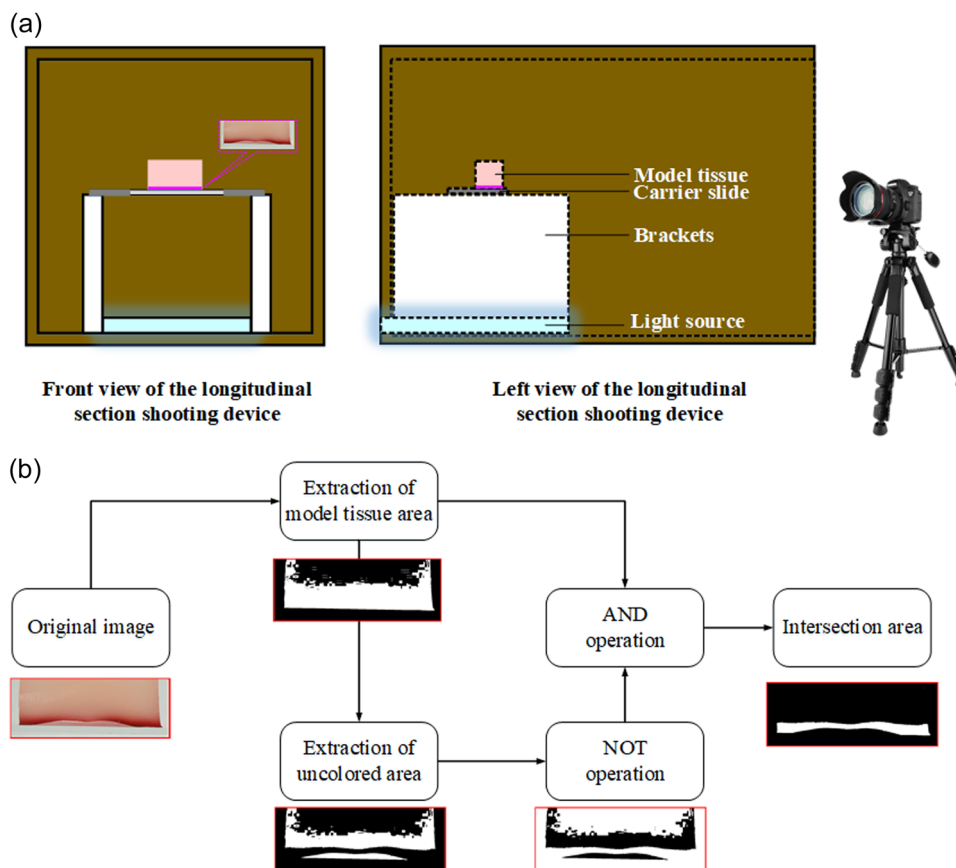 (a)
Model tissue
Carrier slide
Brackets
Light source
Front view of the longitudinal
section shooting device
Left view of the longitudinal
section shooting device
(b)
Extraction of
model tissue area
Original image
AND
operation
Intersection area
Extraction of
uncolored area
NOT
operation